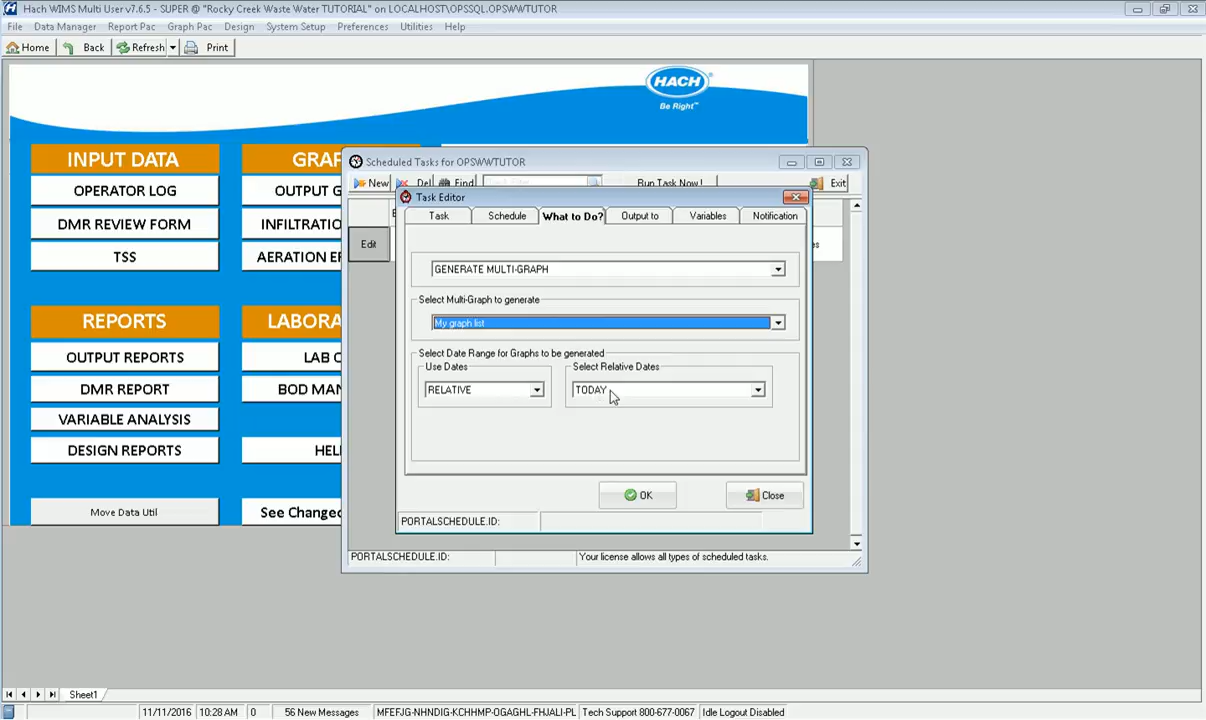 Hach WIMS Multi User v7.6.5 - SUPER @ "Rocky Creek Waste Water TUTORIAL" on LOCALHOST\OPSSQL.OPSWWTUTOR
File Data Manager Report Pac Graph Pac Design System Setup Preferences Utilities Help
Home Back Refresh Print
HACH
Be Right™
INPUT DATA
GRAP
OPERATOR LOG
OUTPUT G
DMR REVIEW FORM
INFILTRATIO
TSS
AERATION EF
REPORTS
LABORA
OUTPUT REPORTS
LAB C
DMR REPORT
BOD MAN
VARIABLE ANALYSIS
DESIGN REPORTS
HEL
Move Data Util
See Changed
Scheduled Tasks for OPSWWTUTOR
New Del Find Run Task Now! Exit
Edit
es
Task Editor
Task Schedule What to Do? Output to Variables Notification
GENERATE MULTI-GRAPH
Select Multi-Graph to generate
My graph list
Select Date Range for Graphs to be generated
Use Dates
Select Relative Dates
RELATIVE
TODAY
OK
Close
PORTALSCHEDULE.ID:
PORTALSCHEDULE.ID:
Your license allows all types of scheduled tasks.
Sheet1
11/11/2016 10:28 AM 0 56 New Messages MFEFJG-NHNDIG-KCHHMP-OGAGHL-FHJALI-PL Tech Support 800-677-0067 Idle Logout Disabled